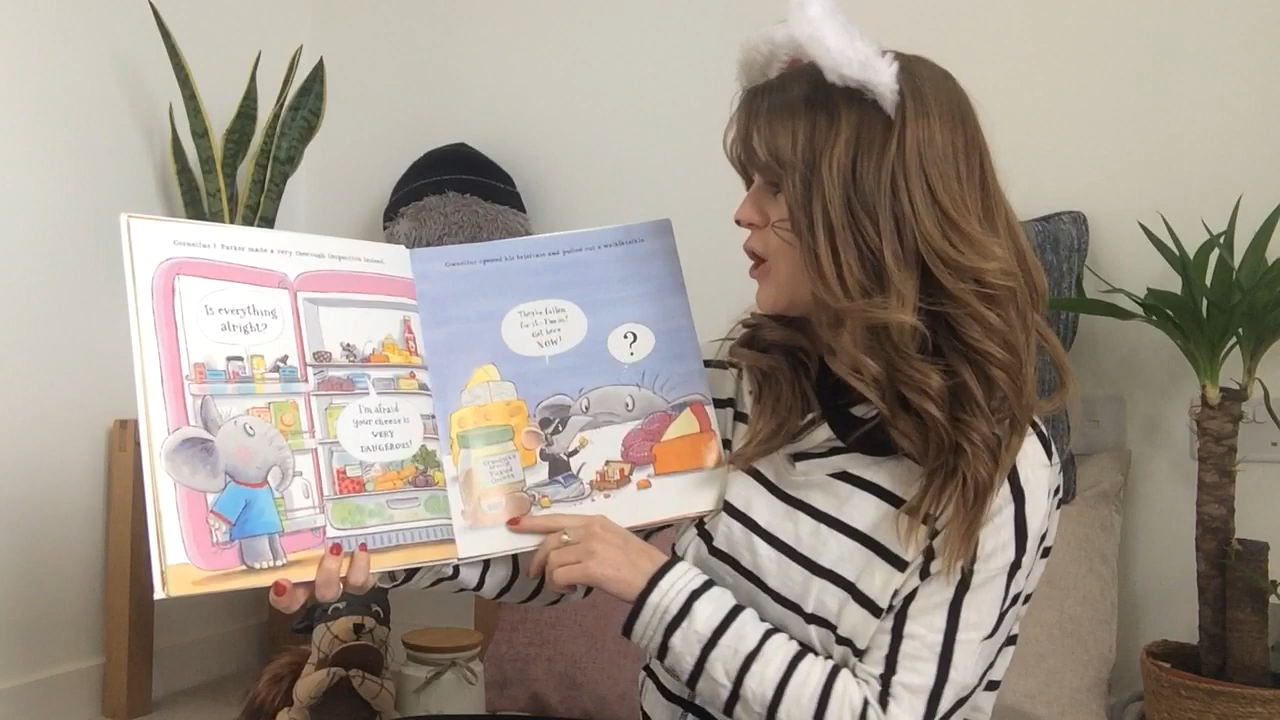 Cornelius J. Parker made a very thorough inspection indeed.
Is everything
alright?
I'm afraid
your cheese is
VERY
DANGEROUS!
Cornelius opened his briefcase and pulled out a walkie-talkie.
They've fallen
for it - I'm in!
Get here
NOW!
?